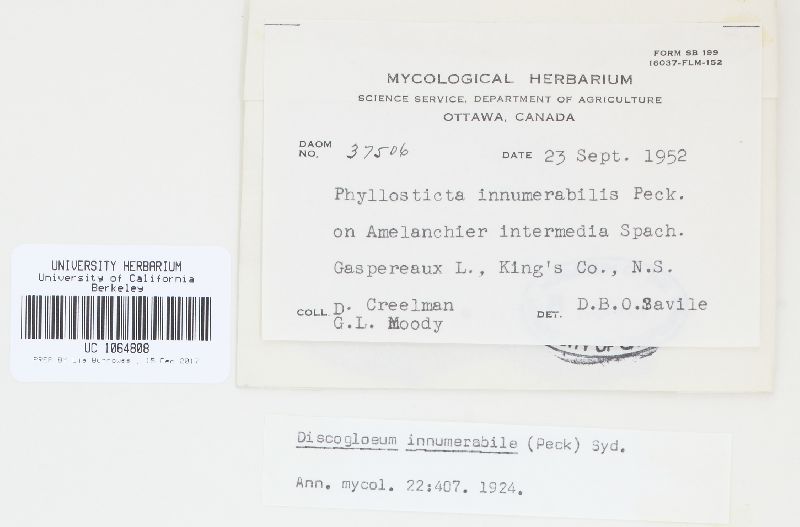 FORM SB 199
16037-FLM-152
MYCOLOGICAL HERBARIUM
SCIENCE SERVICE, DEPARTMENT OF AGRICULTURE
OTTAWA, CANADA
DAOM NO. 37506 DATE 23 Sept. 1952
Phyllosticta innumerabilis Peck.
on Amelanchier intermedia Spach.
Gaspereaux L., King's Co., N.S.
COLL. D. Creelman DET. D.B.O.Savile
G.L. Moody
UNIVERSITY HERBARIUM
University of California
Berkeley
UC 1064808
Discogloeum innumerabile (Peck) Syd.
Ann. mycol. 22:407. 1924.